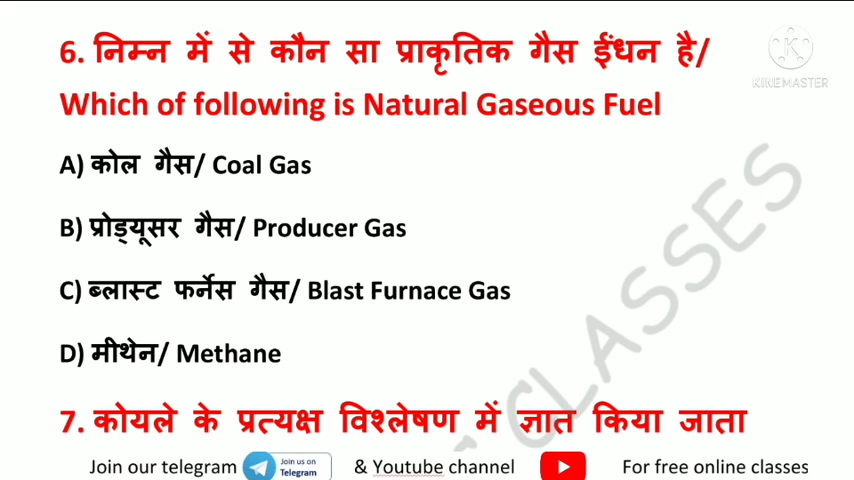 6. निम्न में से कौन सा प्राकृतिक गैस ईंधन है/
KINEMASTER
Which of following is Natural Gaseous Fuel
A) कोल गैस/ Coal Gas
B) प्रोड्यूसर गैस/ Producer Gas
C) ब्लास्ट फर्नेस गैस/ Blast Furnace Gas
D) मीथेन/ Methane
CLASSES
7. कोयले के प्रत्यक्ष विश्लेषण में ज्ञात किया जाता
Join our telegram Join us on Telegram & Youtube channel For free online classes